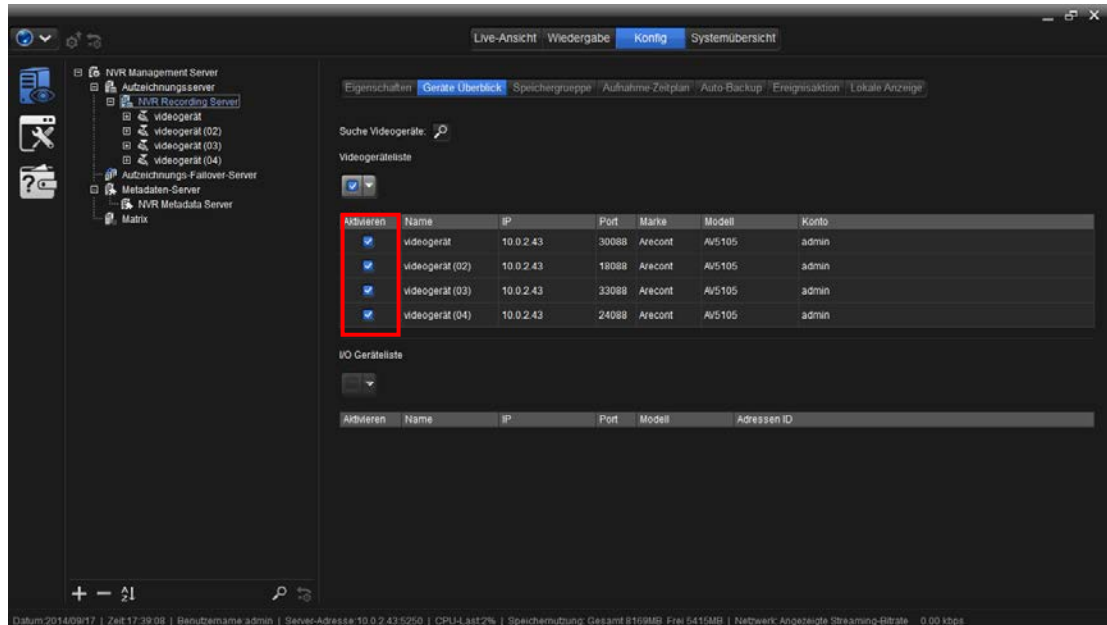 Live-Ansicht Wiedergabe Konfig Systemübersicht
NVR Management Server
Aufzeichnungsserver
NVR Recording Server
videogerät
videogerät (02)
videogerät (03)
videogerät (04)
Aufzeichnungs-Failover-Server
Metadaten-Server
NVR Metadata Server
Matrix
Eigenschaften Geräte Überblick Speichergrueppe Aufnahme-Zeitplan Auto-Backup Ereignisaktion Lokale Anzeige
Suche Videogeräte:
Videogeräteliste
Aktivieren Name IP Port Marke Modell Konto
videogerät 10.0.2.43 30088 Arecont AV5105 admin
videogerät (02) 10.0.2.43 18088 Arecont AV5105 admin
videogerät (03) 10.0.2.43 33088 Arecont AV5105 admin
videogerät (04) 10.0.2.43 24088 Arecont AV5105 admin
I/O Geräteliste
Aktivieren Name IP Port Modell Adressen ID
Datum:2014/09/17 | Zeit:17:39:08 | Benutzername:admin | Server-Adresse:10.0.2.43:5250 | CPU-Last:2% | Speichernutzung: Gesamt 8169MB Frei 5415MB | Netzwerk: Angezeigte Streaming-Bitrate 0.00 kbps